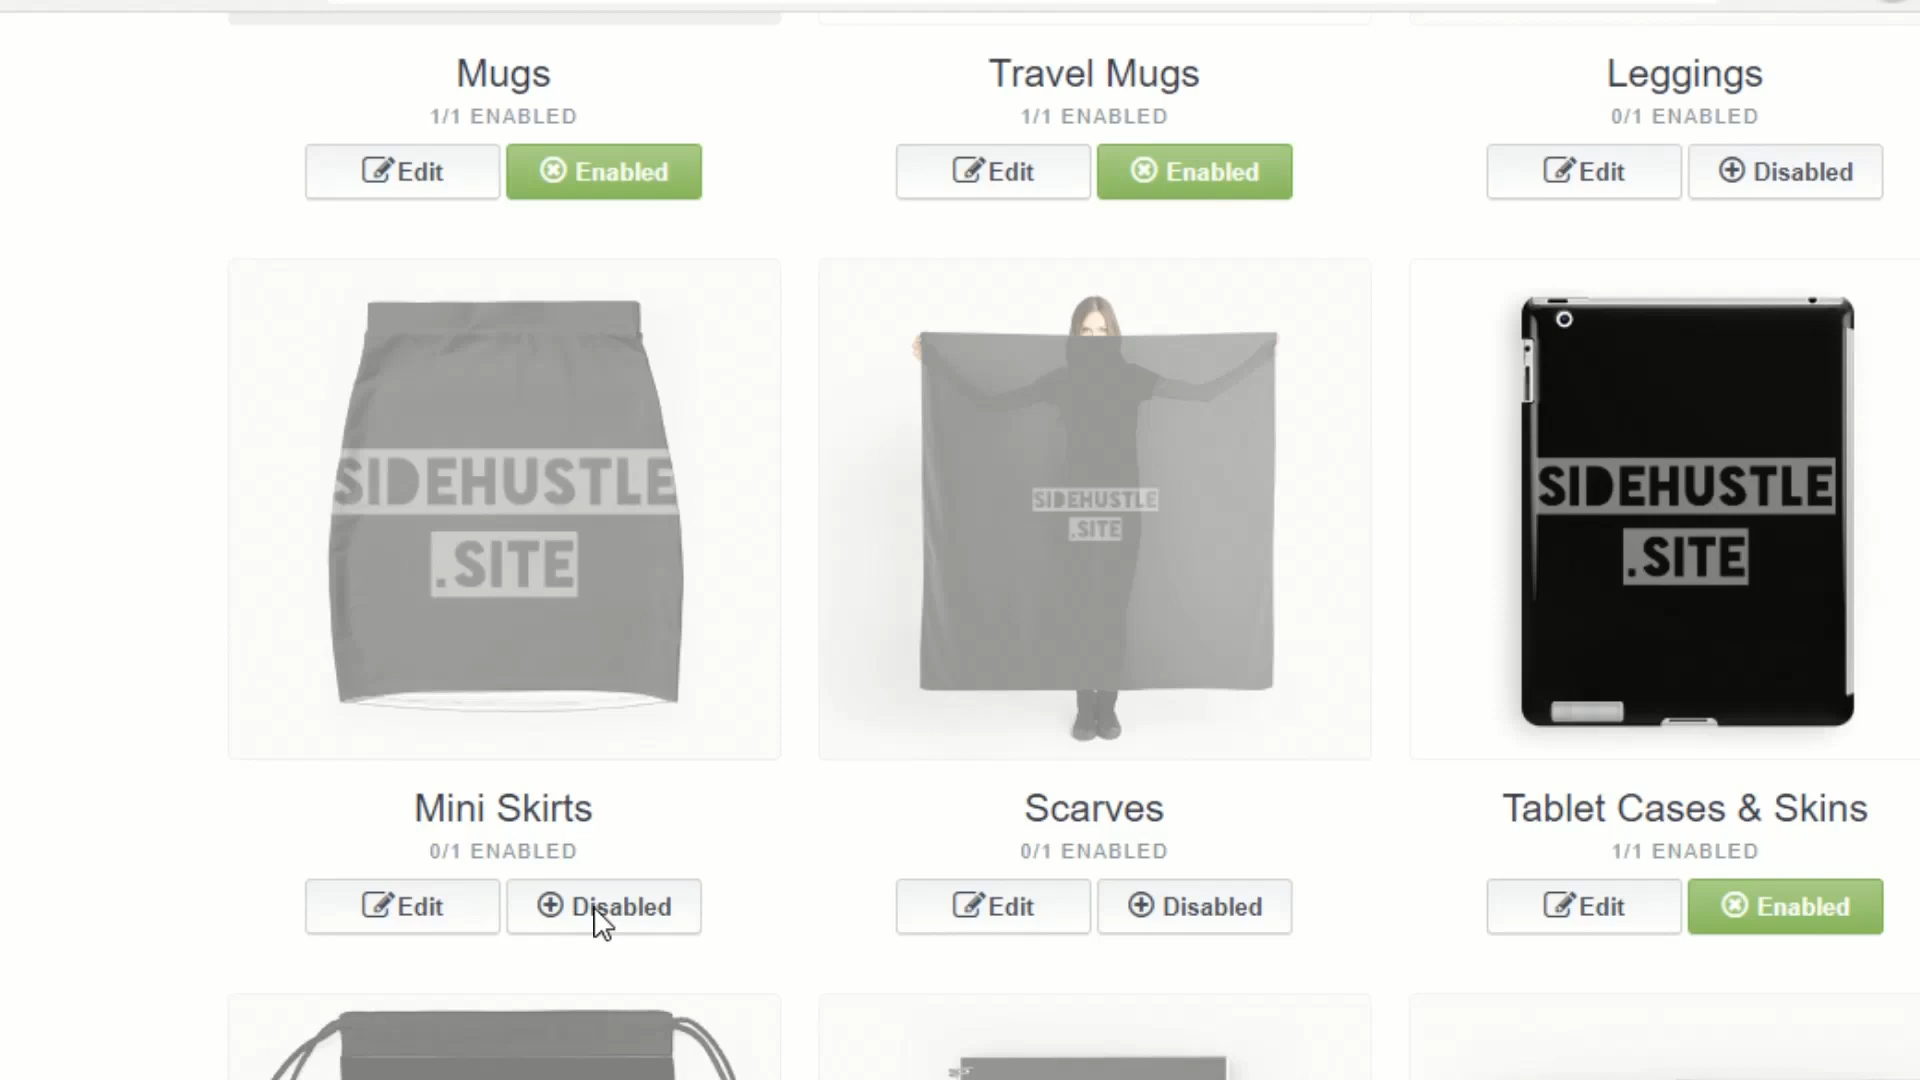 Mugs
1/1 ENABLED
Edit
Enabled
Travel Mugs
1/1 ENABLED
Edit
Enabled
Leggings
0/1 ENABLED
Edit
Disabled
SIDEHUSTLE
.SITE
Mini Skirts
0/1 ENABLED
Edit
Disabled
SIDEHUSTLE
.SITE
Scarves
0/1 ENABLED
Edit
Disabled
SIDEHUSTLE
.SITE
Tablet Cases & Skins
1/1 ENABLED
Edit
Enabled